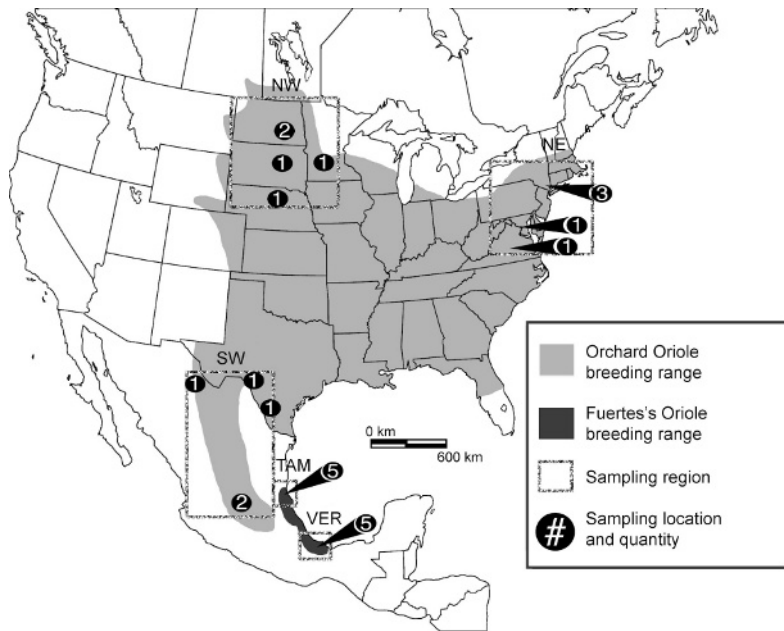 NW
2
1
1
1
NE
3
1
1
SW
1
1
1
2
TAM
5
VER
5
0 km
600 km
Orchard Oriole
breeding range
Fuertes's Oriole
breeding range
Sampling region
# Sampling location
and quantity